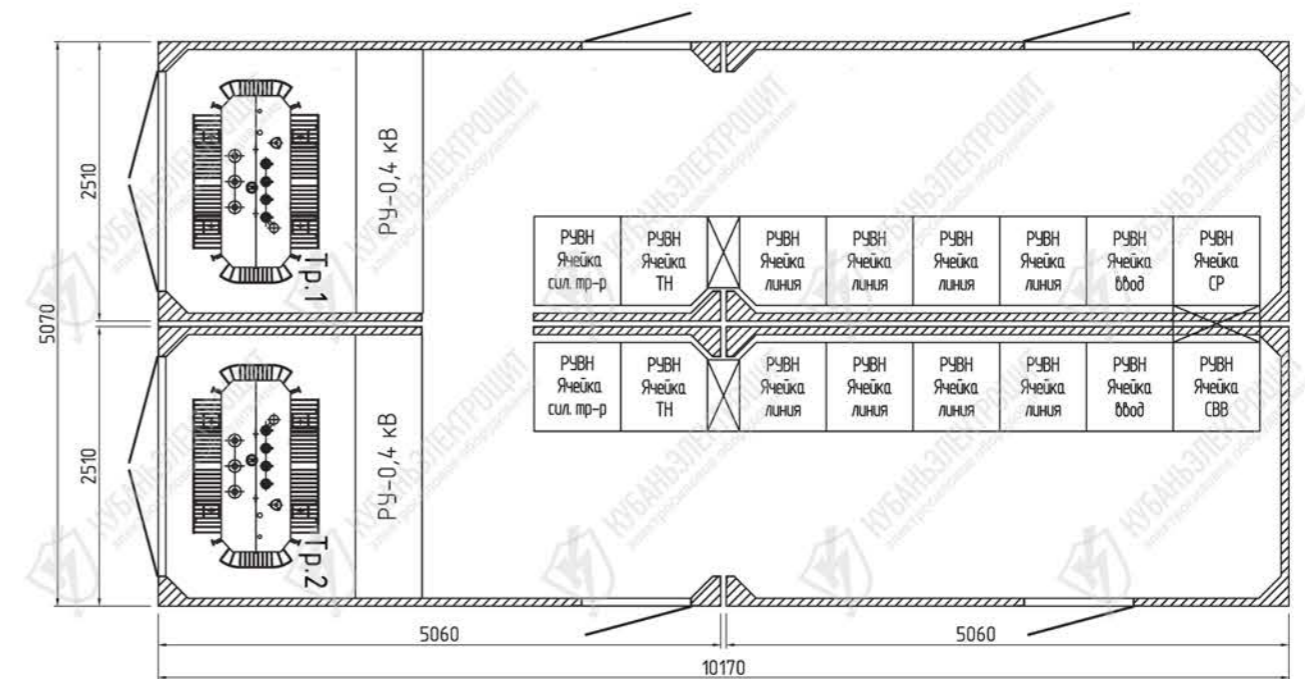 2510
2510
5070
Тр.1
РУ-0,4 кВ
РУВН
Ячейка
сил. тр-р
РУВН
Ячейка
ТН
РУВН
Ячейка
линия
РУВН
Ячейка
линия
РУВН
Ячейка
линия
РУВН
Ячейка
линия
РУВН
Ячейка
ввод
РУВН
Ячейка
СР
Тр.2
РУ-0,4 кВ
РУВН
Ячейка
сил. тр-р
РУВН
Ячейка
ТН
РУВН
Ячейка
линия
РУВН
Ячейка
линия
РУВН
Ячейка
линия
РУВН
Ячейка
линия
РУВН
Ячейка
ввод
РУВН
Ячейка
СВВ
5060
5060
10170
КУБАНЬЭЛЕКТРОЩИТ
электросиловое оборудование